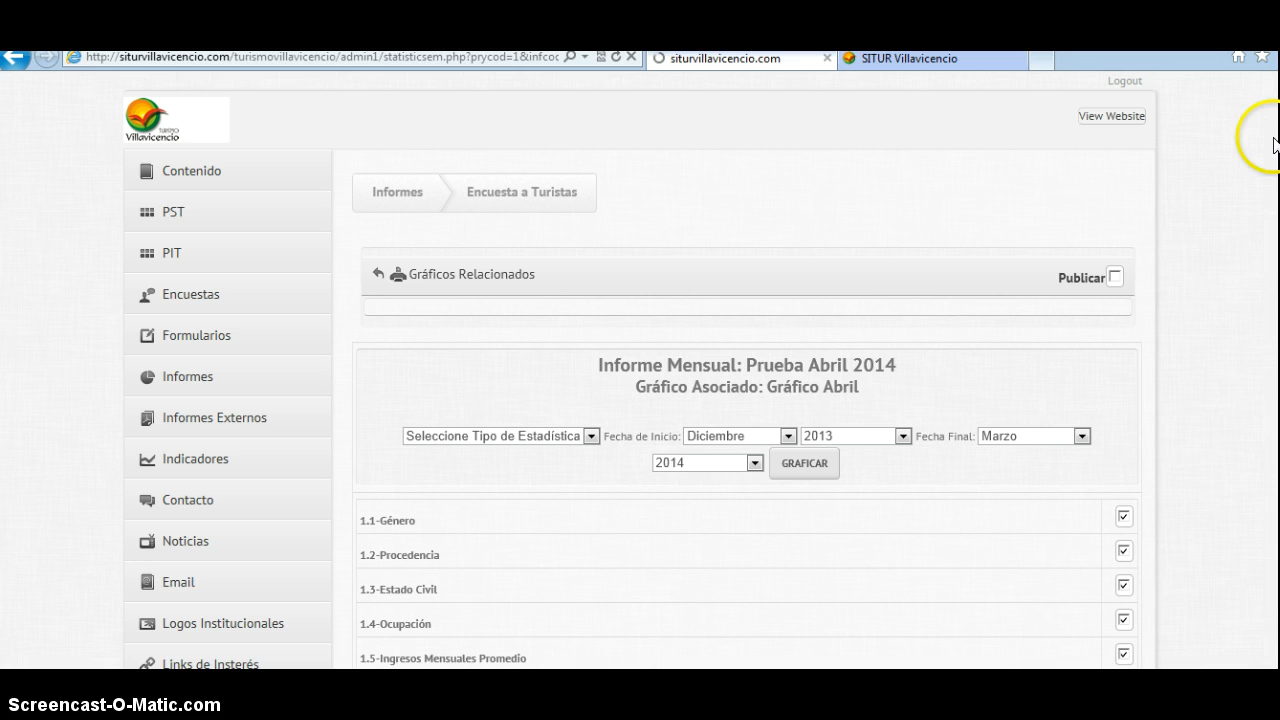 http://siturvillavicencio.com/turismovillavicencio/admin1/statisticsem.php?prycod=1&infcoc
siturvillavicencio.com
SITUR Villavicencio
Logout
TURISMO
Villavicencio
View Website
Contenido
PST
PIT
Encuestas
Formularios
Informes
Informes Externos
Indicadores
Contacto
Noticias
Email
Logos Institucionales
Links de Insterés
Informes
Encuesta a Turistas
Gráficos Relacionados
Publicar
Informe Mensual: Prueba Abril 2014
Gráfico Asociado: Gráfico Abril
Seleccione Tipo de Estadística Fecha de Inicio: Diciembre 2013 Fecha Final: Marzo
2014 GRAFICAR
1.1-Género
1.2-Procedencia
1.3-Estado Civil
1.4-Ocupación
1.5-Ingresos Mensuales Promedio
Screencast-O-Matic.com